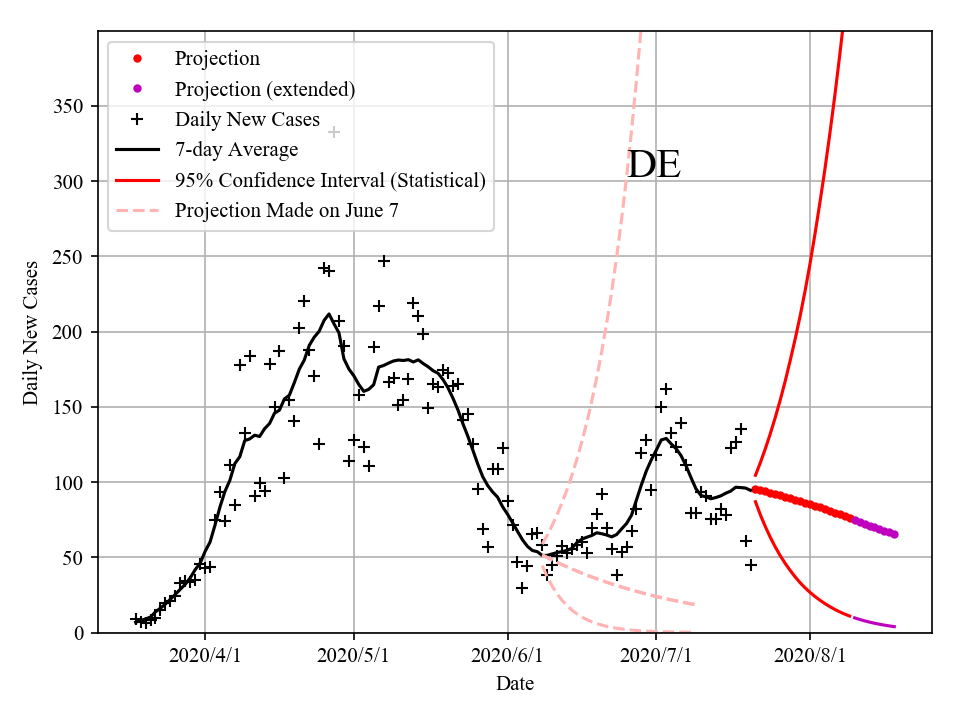 Projection
Projection (extended)
Daily New Cases
7-day Average
95% Confidence Interval (Statistical)
Projection Made on June 7
DE
350
300
250
200
150
100
50
0
Daily New Cases
2020/4/1
2020/5/1
2020/6/1
2020/7/1
2020/8/1
Date